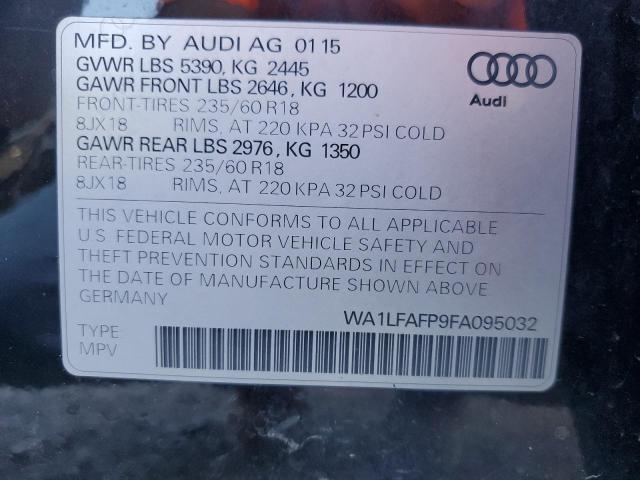 MFD. BY AUDI AG 01 15
GVWR LBS 5390, KG 2445
GAWR FRONT LBS 2646, KG 1200
FRONT-TIRES 235/60 R18
8JX18 RIMS, AT 220 KPA 32 PSI COLD
GAWR REAR LBS 2976, KG 1350
REAR-TIRES 235/60 R18
8JX18 RIMS, AT 220 KPA 32 PSI COLD
Audi
THIS VEHICLE CONFORMS TO ALL APPLICABLE
U.S. FEDERAL MOTOR VEHICLE SAFETY AND
THEFT PREVENTION STANDARDS IN EFFECT ON
THE DATE OF MANUFACTURE SHOWN ABOVE
GERMANY
WA1LFAFP9FA095032
TYPE
MPV